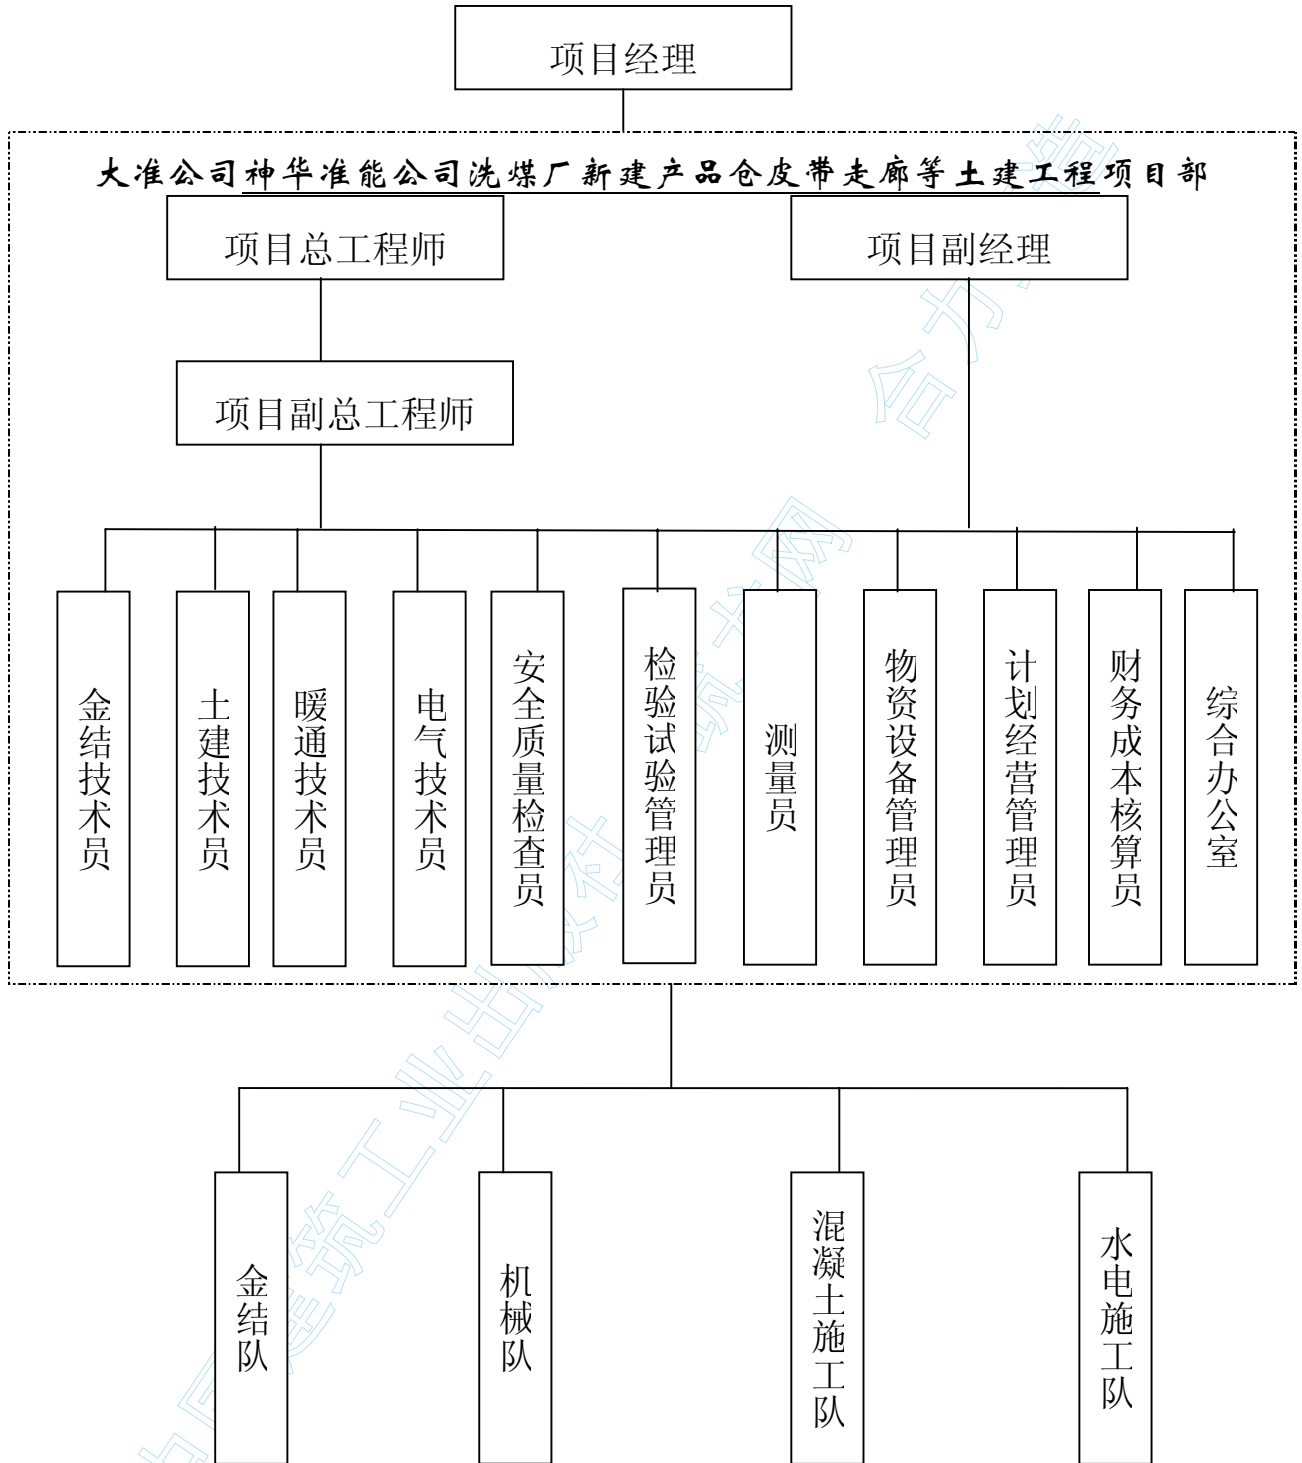 项目经理
大准公司神华准能公司洗煤厂新建产品仓皮带走廊等土建工程项目部
项目总工程师
项目副经理
项目副总工程师
金结技术员
土建技术员
暖通技术员
电气技术员
安全质量检查员
检验试验管理员
测量员
物资设备管理员
计划经营管理员
财务成本核算员
综合办公室
金结队
机械队
混凝土施工队
水电施工队